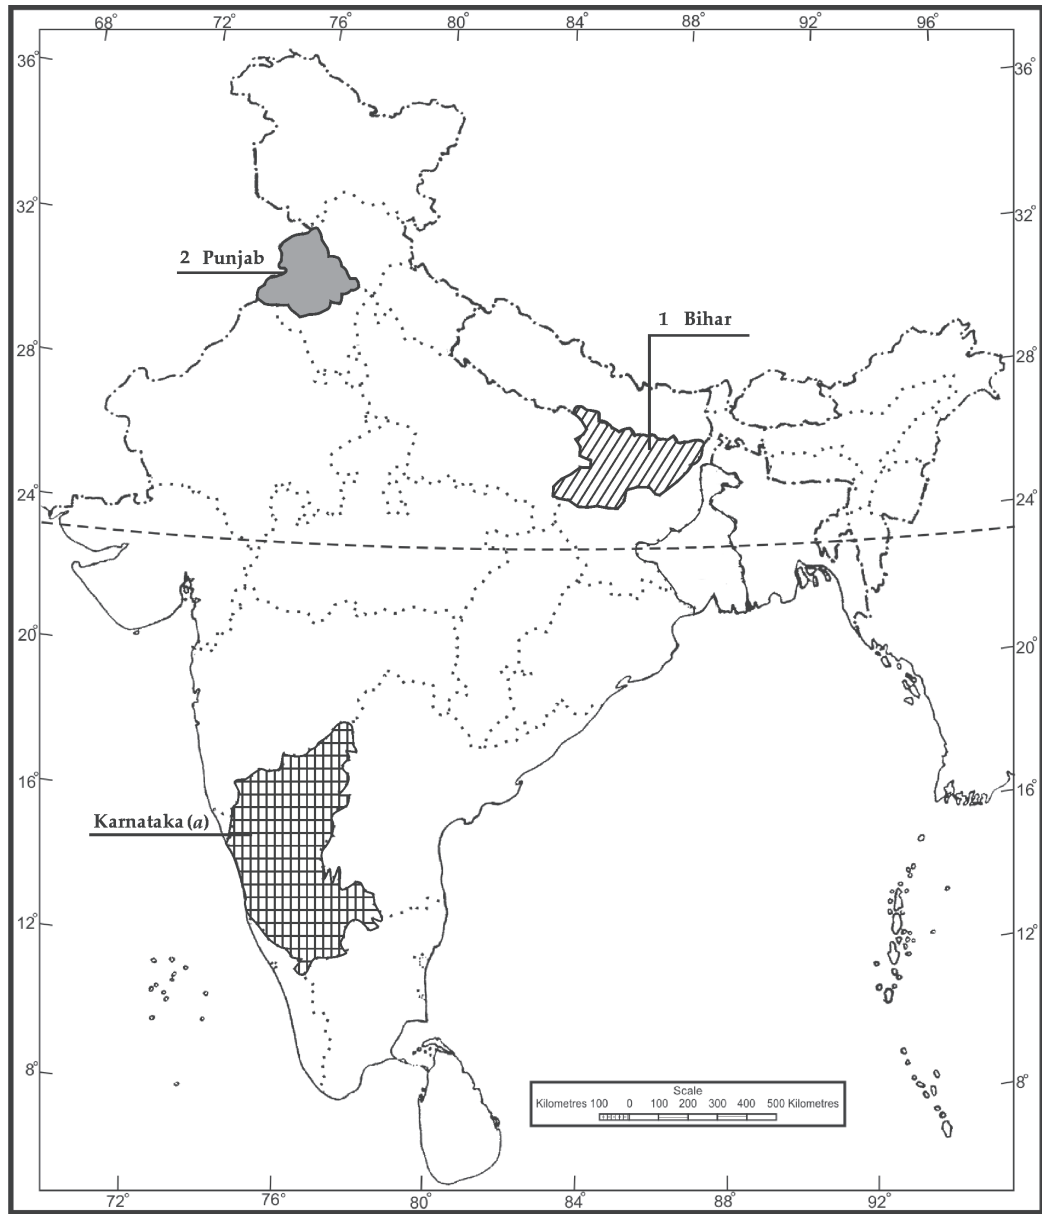 68° 72° 76° 80° 84° 88° 92° 96°
36° 36°
32° 32°
2 Punjab
1 Bihar
28° 28°
24° 24°
20° 20°
16° 16°
Karnataka (a)
12° 12°
8° 8°
Scale
Kilometres 100 0 100 200 300 400 500 Kilometres
72° 76° 80° 84° 88° 92°